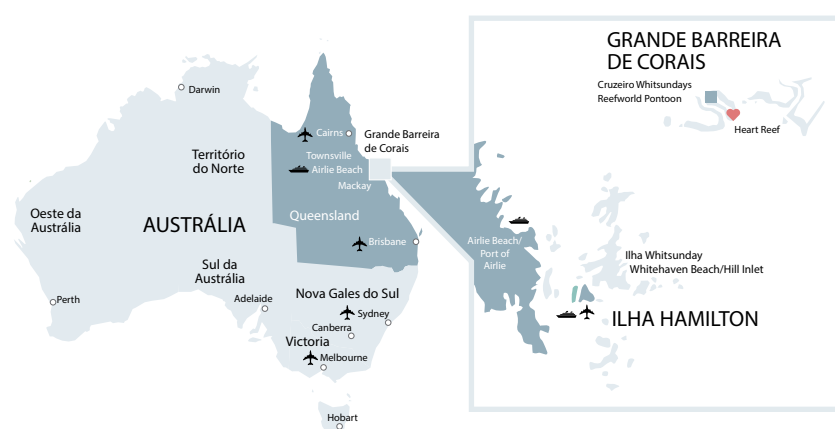 Darwin
Cairns
Grande Barreira
de Corais
Território
do Norte
Townsville
Airlie Beach
Mackay
Oeste da
Austrália
AUSTRÁLIA
Queensland
Brisbane
Sul da
Austrália
Perth
Adelaide
Nova Gales do Sul
Sydney
Canberra
Victoria
Melbourne
Hobart
GRANDE BARREIRA
DE CORAIS
Cruzeiro Whitsundays
Reefworld Pontoon
Heart Reef
Airlie Beach/
Port of
Airlie
Ilha Whitsunday
Whitehaven Beach/Hill Inlet
ILHA HAMILTON